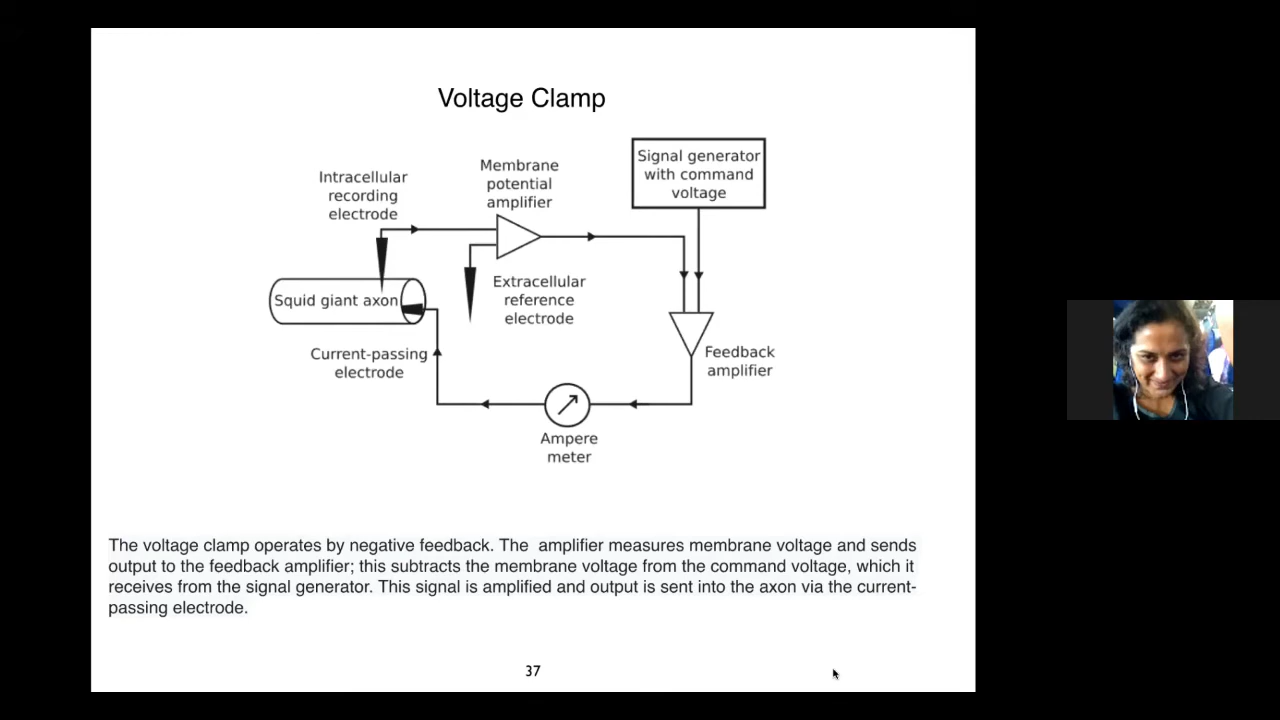 Voltage Clamp
Signal generator
with command
voltage
Membrane
potential
amplifier
Intracellular
recording
electrode
Extracellular
reference
electrode
Squid giant axon
Current-passing
electrode
Feedback
amplifier
Ampere
meter
The voltage clamp operates by negative feedback. The  amplifier measures membrane voltage and sends
output to the feedback amplifier; this subtracts the membrane voltage from the command voltage, which it
receives from the signal generator. This signal is amplified and output is sent into the axon via the current-
passing electrode.
37